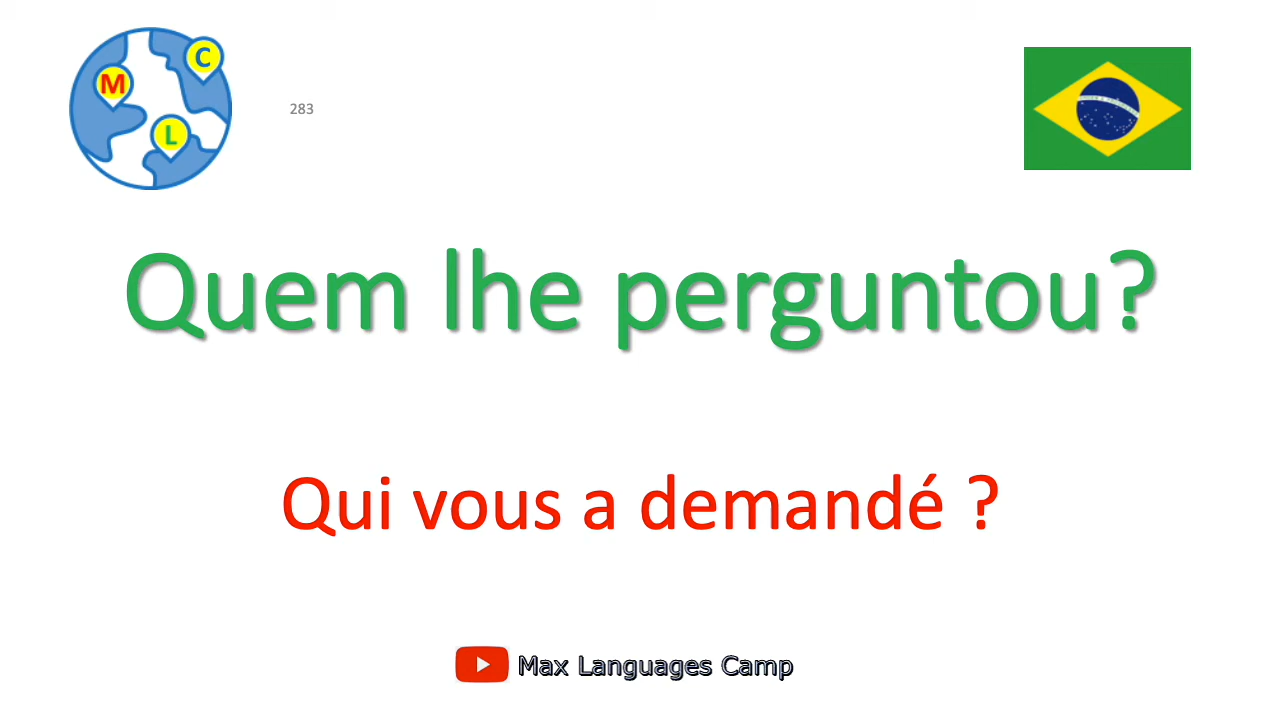 M
C
L
283
Quem lhe perguntou?
Qui vous a demandé ?
Max Languages Camp